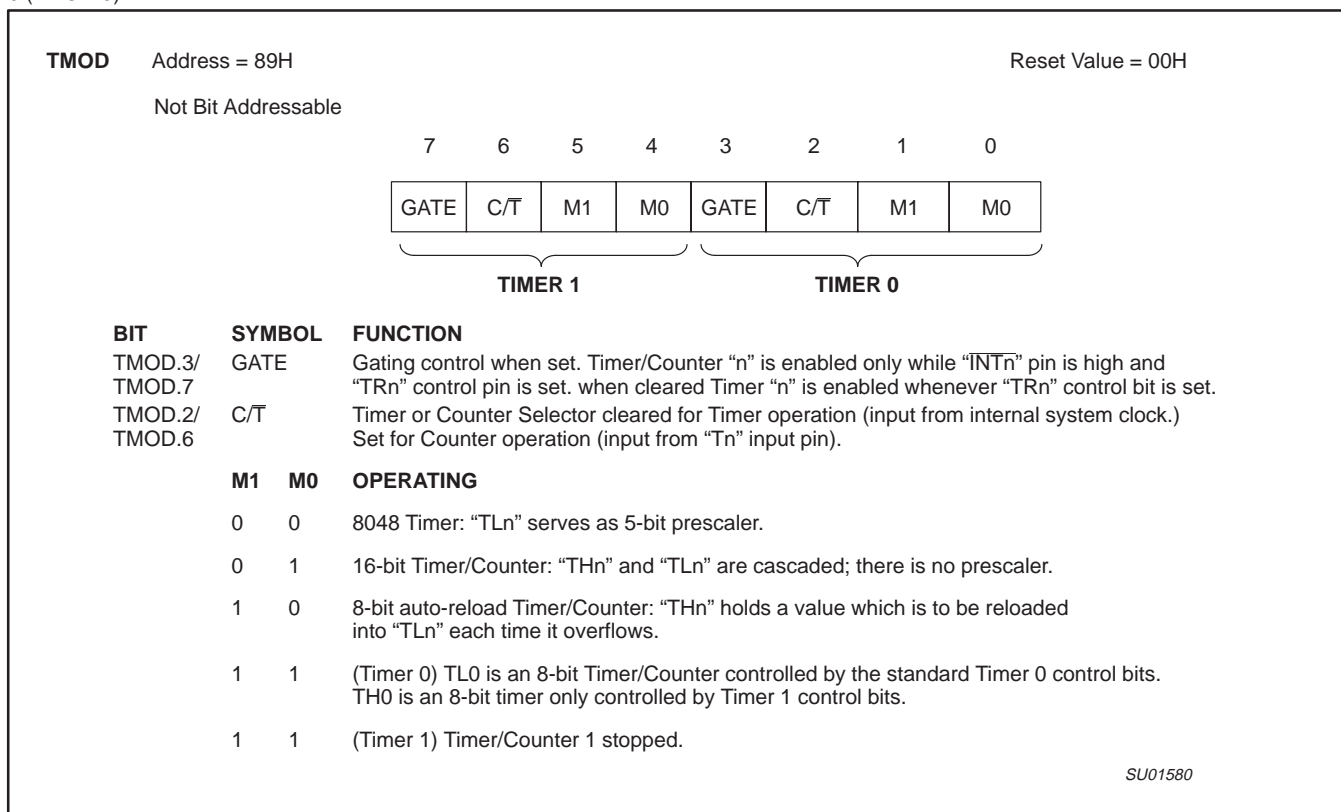 TMOD Address = 89H Reset Value = 00H
Not Bit Addressable
7 6 5 4 3 2 1 0
GATE C/T̅ M1 M0 GATE C/T̅ M1 M0
TIMER 1 TIMER 0
BIT SYMBOL FUNCTION
TMOD.3/ GATE Gating control when set. Timer/Counter “n” is enabled only while “I̅N̅T̅n̅” pin is high and
TMOD.7 “TRn” control pin is set. when cleared Timer “n” is enabled whenever “TRn” control bit is set.
TMOD.2/ C/T̅ Timer or Counter Selector cleared for Timer operation (input from internal system clock.)
TMOD.6 Set for Counter operation (input from “Tn” input pin).
M1 M0 OPERATING
0 0 8048 Timer: “TLn” serves as 5-bit prescaler.
0 1 16-bit Timer/Counter: “THn” and “TLn” are cascaded; there is no prescaler.
1 0 8-bit auto-reload Timer/Counter: “THn” holds a value which is to be reloaded
into “TLn” each time it overflows.
1 1 (Timer 0) TL0 is an 8-bit Timer/Counter controlled by the standard Timer 0 control bits.
TH0 is an 8-bit timer only controlled by Timer 1 control bits.
1 1 (Timer 1) Timer/Counter 1 stopped.
SU01580